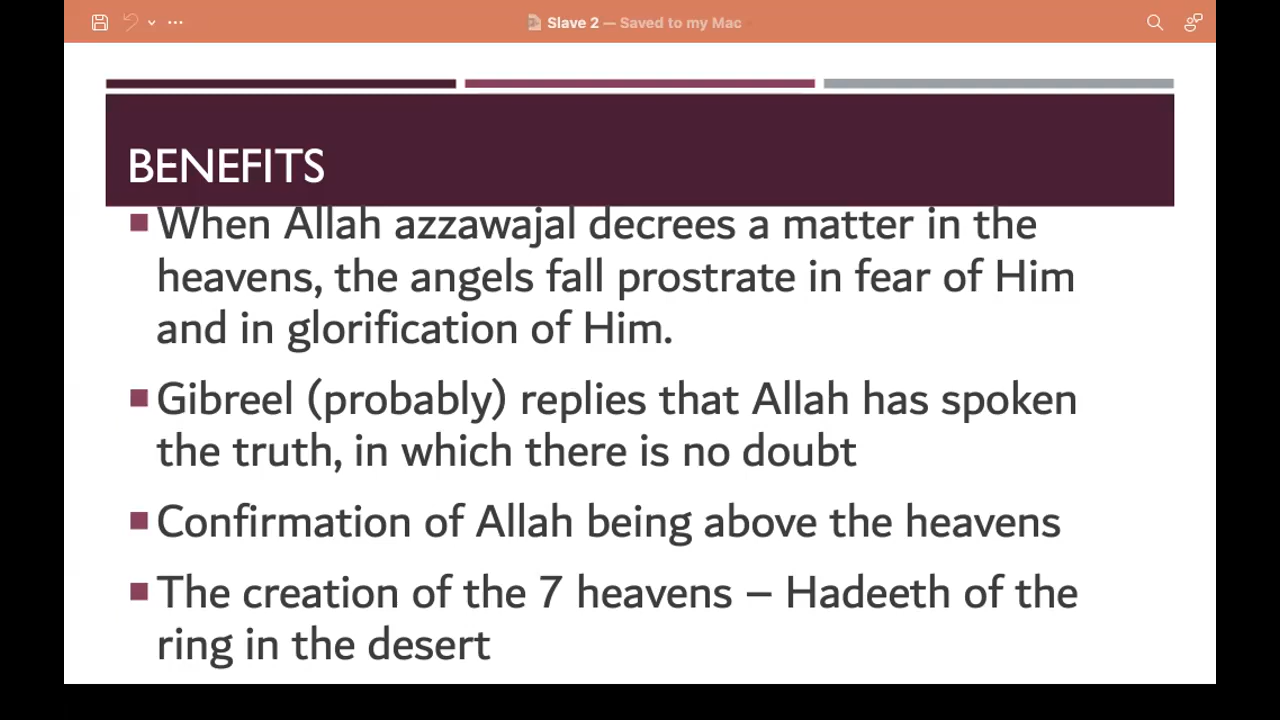 Slave 2 — Saved to my Mac
BENEFITS
When Allah azzawajal decrees a matter in the
heavens, the angels fall prostrate in fear of Him
and in glorification of Him.
Gibreel (probably) replies that Allah has spoken
the truth, in which there is no doubt
Confirmation of Allah being above the heavens
The creation of the 7 heavens – Hadeeth of the
ring in the desert